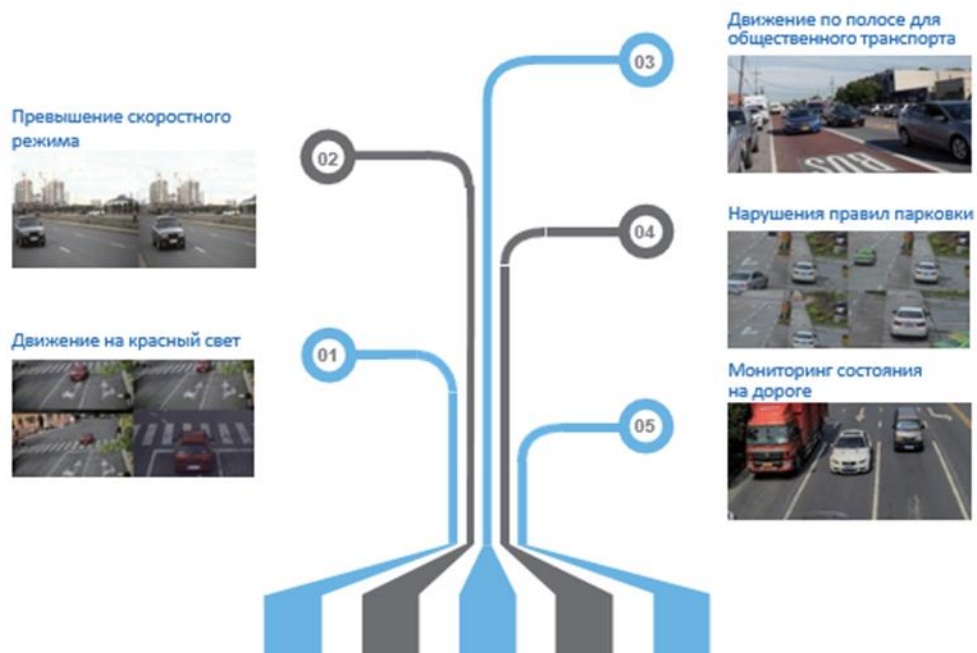 Движение по полосе для
общественного транспорта
03
Превышение скоростного
режима
02
Нарушения правил парковки
04
Движение на красный свет
01
Мониторинг состояния
на дороге
05
BUS